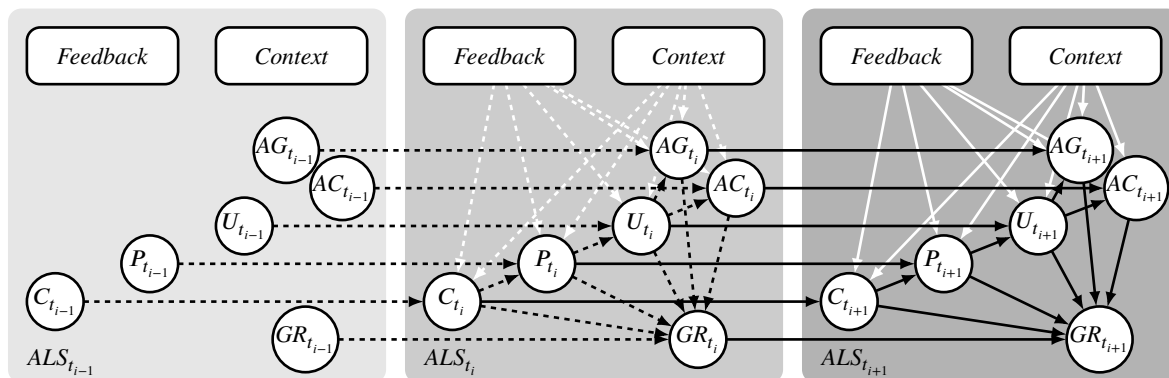 Feedback Context Feedback Context Feedback Context
AG_{t_{i-1}} AG_{t_i} AG_{t_{i+1}}
AC_{t_{i-1}} AC_{t_i} AC_{t_{i+1}}
U_{t_{i-1}} U_{t_i} U_{t_{i+1}}
P_{t_{i-1}} P_{t_i} P_{t_{i+1}}
C_{t_{i-1}} C_{t_i} C_{t_{i+1}}
GR_{t_{i-1}} GR_{t_i} GR_{t_{i+1}}
ALS_{t_{i-1}} ALS_{t_i} ALS_{t_{i+1}}